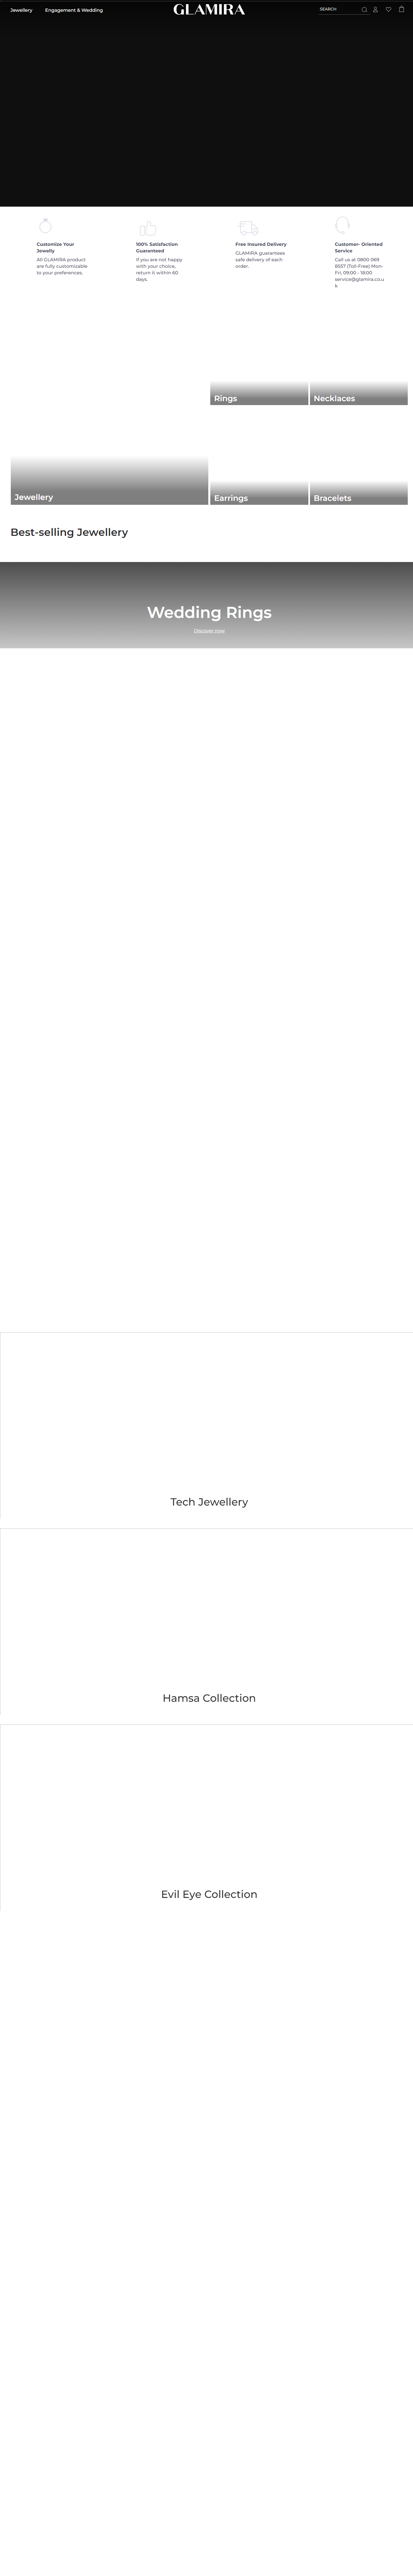 Jewellery
Engagement & Wedding
GLAMIRA
SEARCH
Customize Your
Jewelly
All GLAMIRA product
are fully customizable
to your preferences.
100% Satisfaction
Guaranteed
If you are not happy
with your choice,
return it within 60
days.
Free Insured Delivery
GLAMIRA guarantees
safe delivery of each
order.
Customer- Oriented
Service
Call us at 0800 069
8557 (Toll-Free) Mon-
Fri, 09:00 - 18:00
service@glamira.co.u
k
Rings
Necklaces
Jewellery
Earrings
Bracelets
Best-selling Jewellery
Wedding Rings
Discover now
Tech Jewellery
Hamsa Collection
Evil Eye Collection